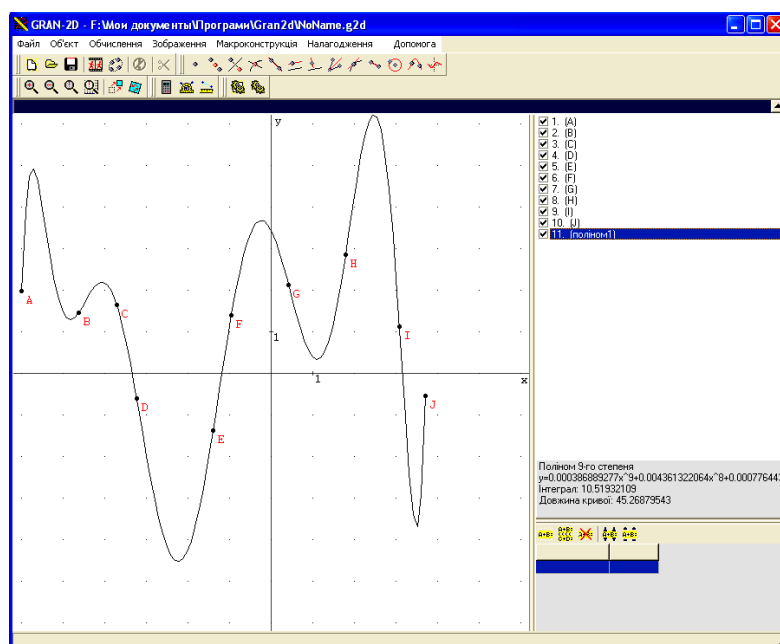 GRAN-2D - F:\Мои документы\Програми\Gran2d\NoName.g2d
Файл Об'єкт Обчислення Зображення Макроконструкція Налагодження Допомога
y
1. (A)
2. (B)
3. (C)
4. (D)
5. (E)
6. (F)
7. (G)
8. (H)
9. (I)
10. (J)
11. (поліном1)
H
A
G
B
C
F
1
I
1
x
D
J
E
Поліном 9-го степеня
y=0.000386889277x^9+0.004361322064x^8+0.000776443
Інтеграл: 10.51932109
Довжина кривої: 45.26879543
A+B=
A+B=